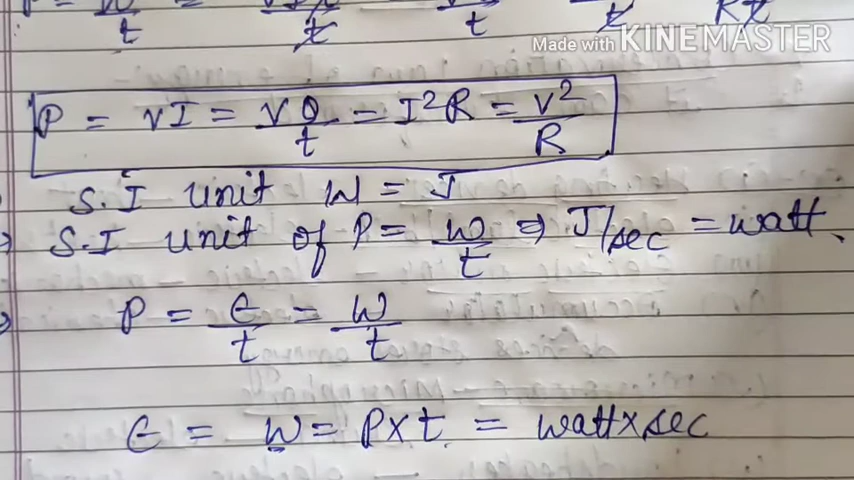 Made with KINEMASTER
P = VI = VQ/t = I²R = V²/R
S.I unit W = J
S.I unit of P = W/t ⇒ J/sec = watt.
P = E/t = W/t
E = W = P×t = watt×sec